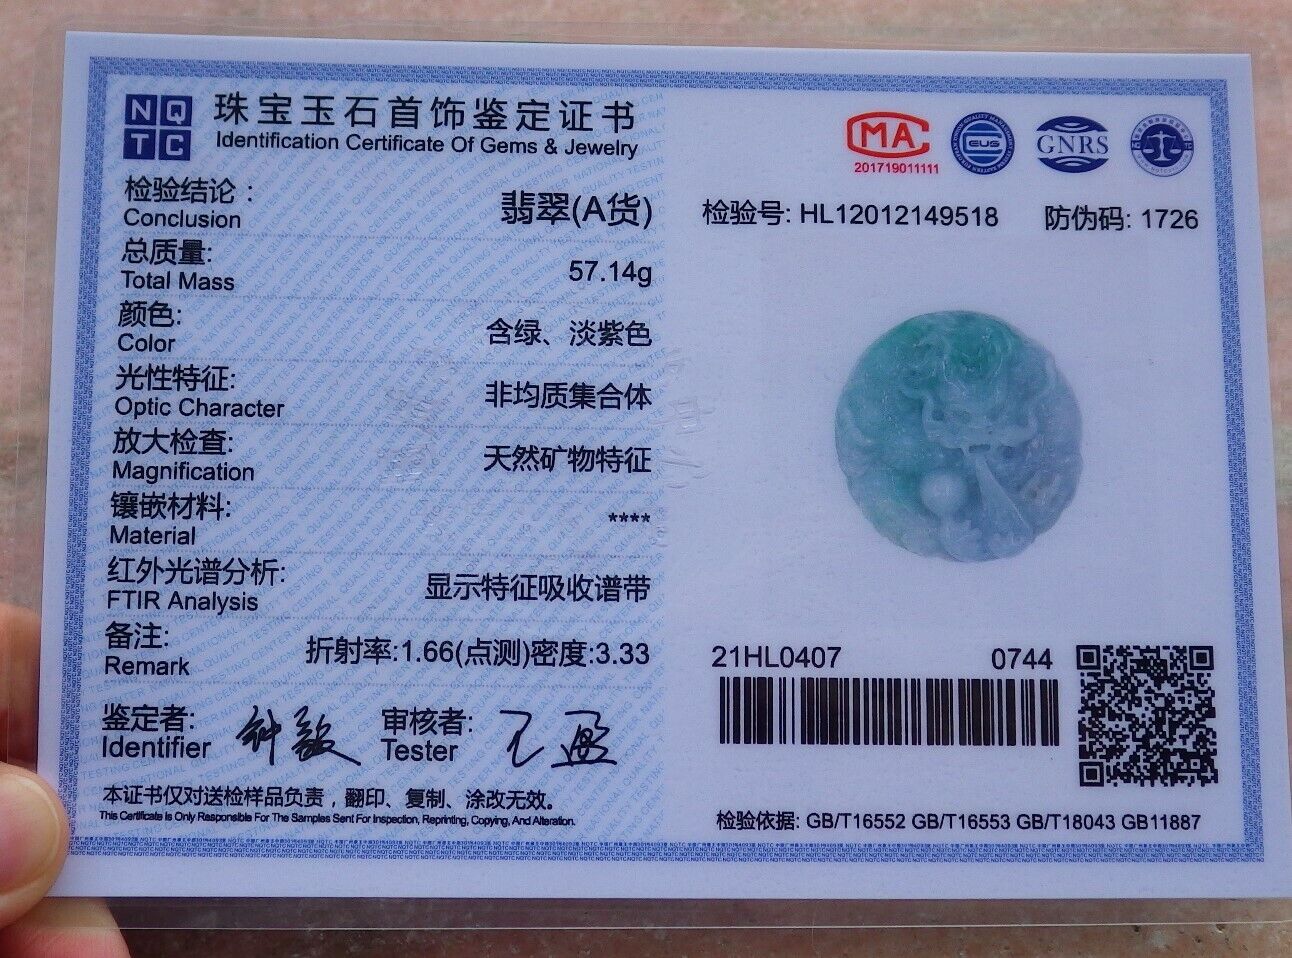 NQ
TC
珠宝玉石首饰鉴定证书
Identification Certificate Of Gems & Jewelry
检验结论:
Conclusion
翡翠(A货)
总质量:
Total Mass
57.14g
颜色:
Color
含绿、淡紫色
光性特征:
Optic Character
非均质集合体
放大检查:
Magnification
天然矿物特征
镶嵌材料:
Material
****
红外光谱分析:
FTIR Analysis
显示特征吸收谱带
备注:
Remark
折射率:1.66(点测)密度:3.33
鉴定者:
Identifier
审核者:
Tester
本证书仅对送检样品负责，翻印、复制、涂改无效。
This Certificate Is Only Responsible For The Samples Sent For Inspection, Reprinting, Copying, And Alteration.
MA
201719011111
EUS
GNRS
检验号: HL12012149518
防伪码: 1726
21HL0407
0744
检验依据: GB/T16552 GB/T16553 GB/T18043 GB11887